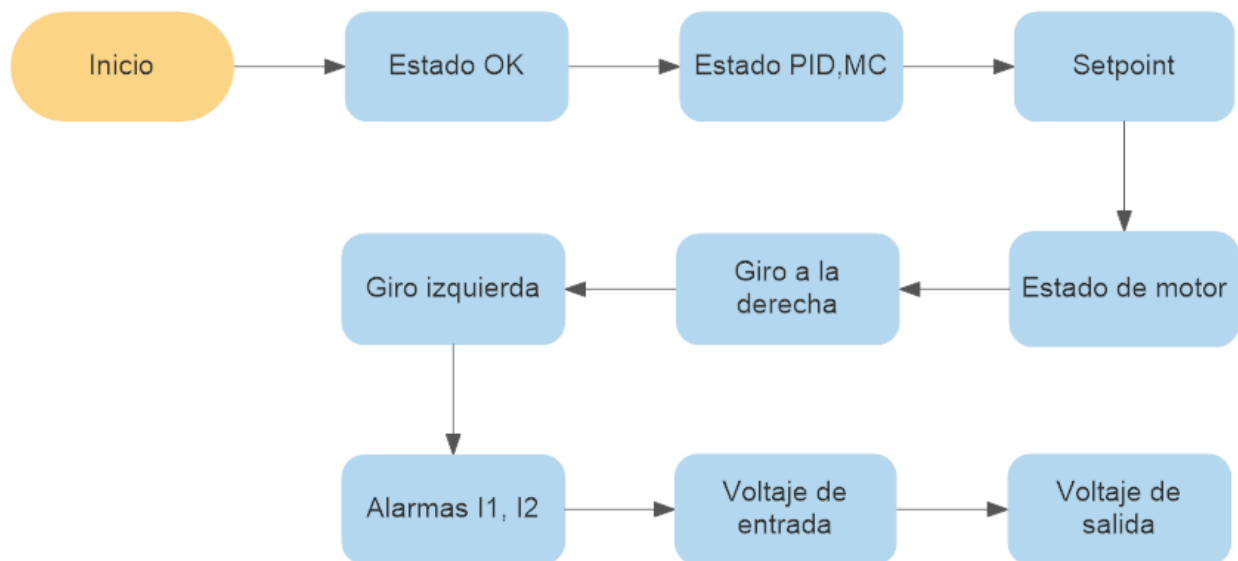 Inicio
Estado OK
Estado PID,MC
Setpoint
Estado de motor
Giro a la
derecha
Giro izquierda
Alarmas I1, I2
Voltaje de
entrada
Voltaje de
salida